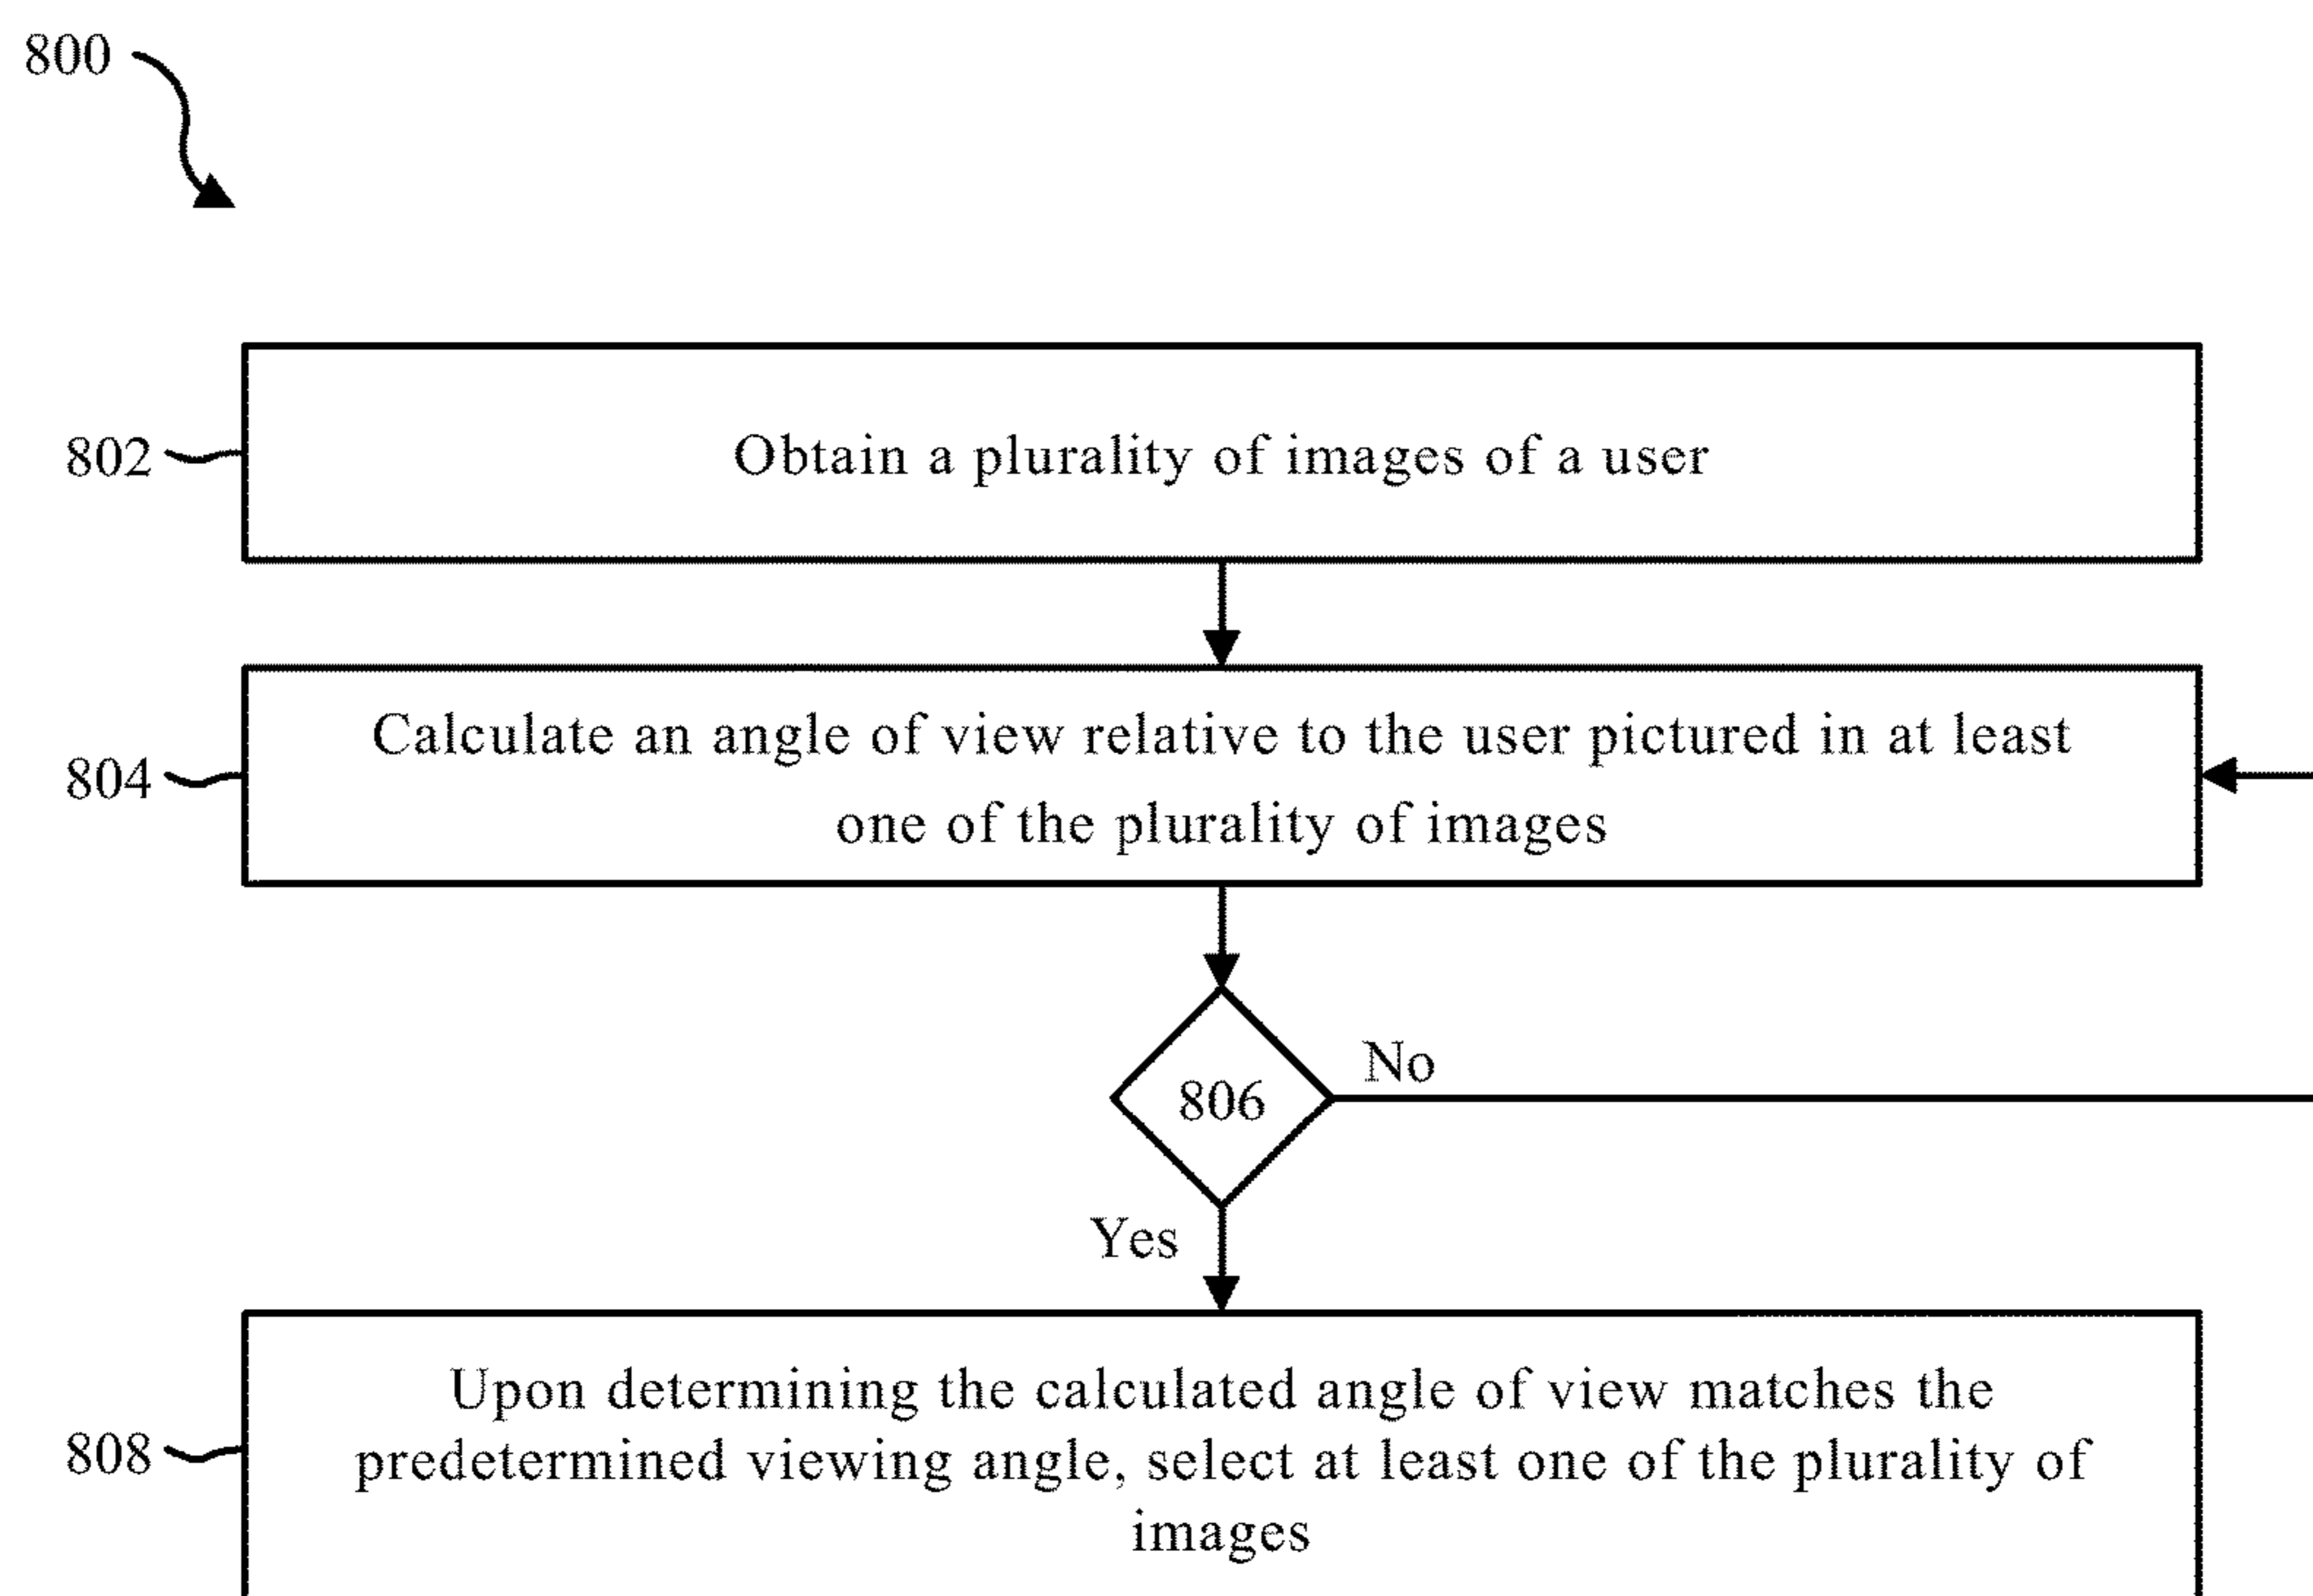 800
802
Obtain a plurality of images of a user
804
Calculate an angle of view relative to the user pictured in at least
one of the plurality of images
806
No
Yes
808
Upon determining the calculated angle of view matches the
predetermined viewing angle, select at least one of the plurality of
images